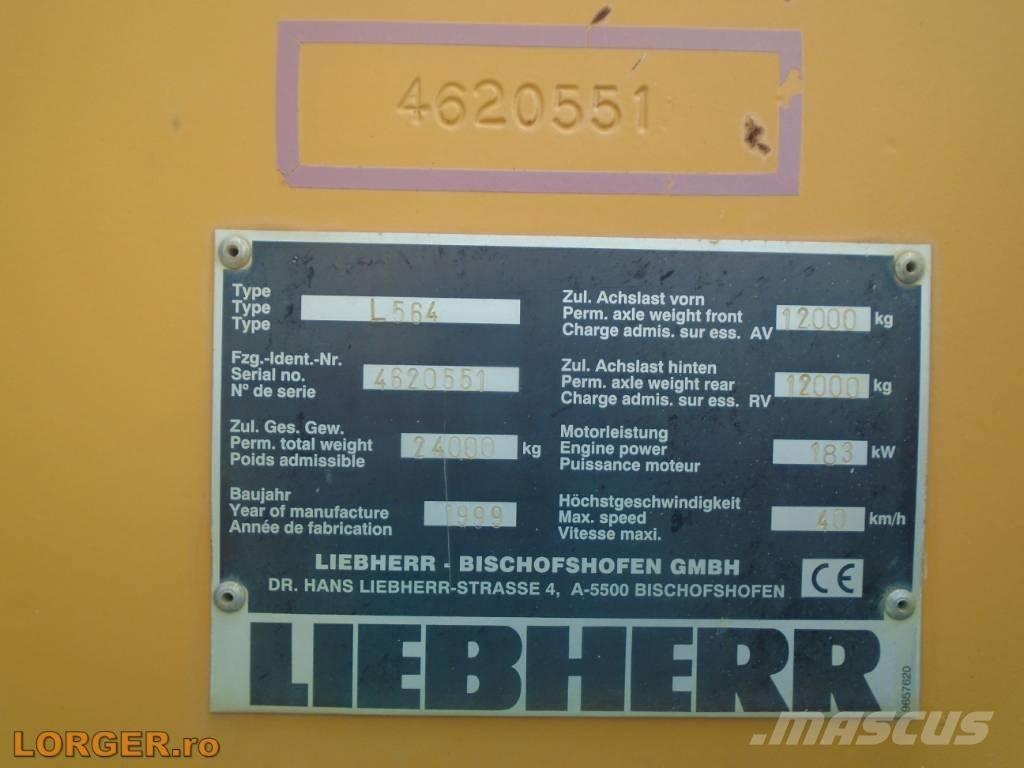 4620551
Type
Type
Type
L564
Fzg.-Ident.-Nr.
Serial no.
N° de serie
4620551
Zul. Ges. Gew.
Perm. total weight
Poids admissible
24000 kg
Baujahr
Year of manufacture
Année de fabrication
1999
Zul. Achslast vorn
Perm. axle weight front
Charge admis. sur ess. AV
12000 kg
Zul. Achslast hinten
Perm. axle weight rear
Charge admis. sur ess. RV
12000 kg
Motorleistung
Engine power
Puissance moteur
183 kW
Höchstgeschwindigkeit
Max. speed
Vitesse maxi.
40 km/h
LIEBHERR - BISCHOFSHOFEN GMBH
DR. HANS LIEBHERR-STRASSE 4, A-5500 BISCHOFSHOFEN
CE
LIEBHERR
9657620
LORGER.ro
MASCUS